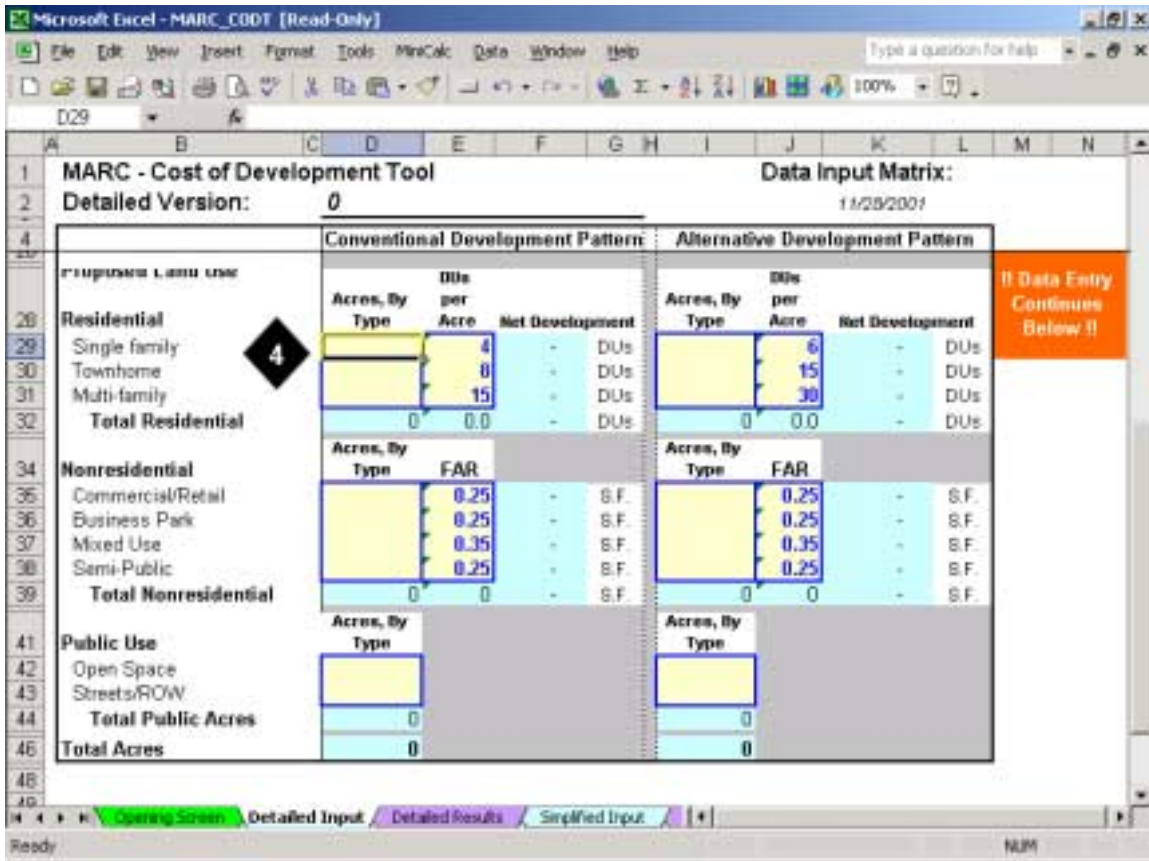 Microsoft Excel - MARC_CODT [Read-Only]
File Edit View Insert Format Tools MiniCalc Data Window Help Type a question for help
100%
D29 fx
A B C D E F G H I J K L M N
1 MARC - Cost of Development Tool Data Input Matrix:
2 Detailed Version: 0 11/28/2001
4 Conventional Development Pattern Alternative Development Pattern
Proposed Land Use DUs DUs !! Data Entry
Acres, By per Acres, By per Continues
28 Residential Type Acre Net Development Type Acre Net Development Below !!
29 Single family 4 4 - DUs 6 - DUs
30 Townhome 8 - DUs 15 - DUs
31 Multi-family 15 - DUs 30 - DUs
32 Total Residential 0 0.0 - DUs 0 0.0 - DUs
Acres, By Acres, By
34 Nonresidential Type FAR Type FAR
35 Commercial/Retail 0.25 - S.F. 0.25 - S.F.
36 Business Park 0.25 - S.F. 0.25 - S.F.
37 Mixed Use 0.35 - S.F. 0.35 - S.F.
38 Semi-Public 0.25 - S.F. 0.25 - S.F.
39 Total Nonresidential 0 0 - S.F. 0 0 - S.F.
Acres, By Acres, By
41 Public Use Type Type
42 Open Space
43 Streets/ROW
44 Total Public Acres 0 0
46 Total Acres 0 0
48
Opening Screen Detailed Input Detailed Results Simplified Input
Ready NUM